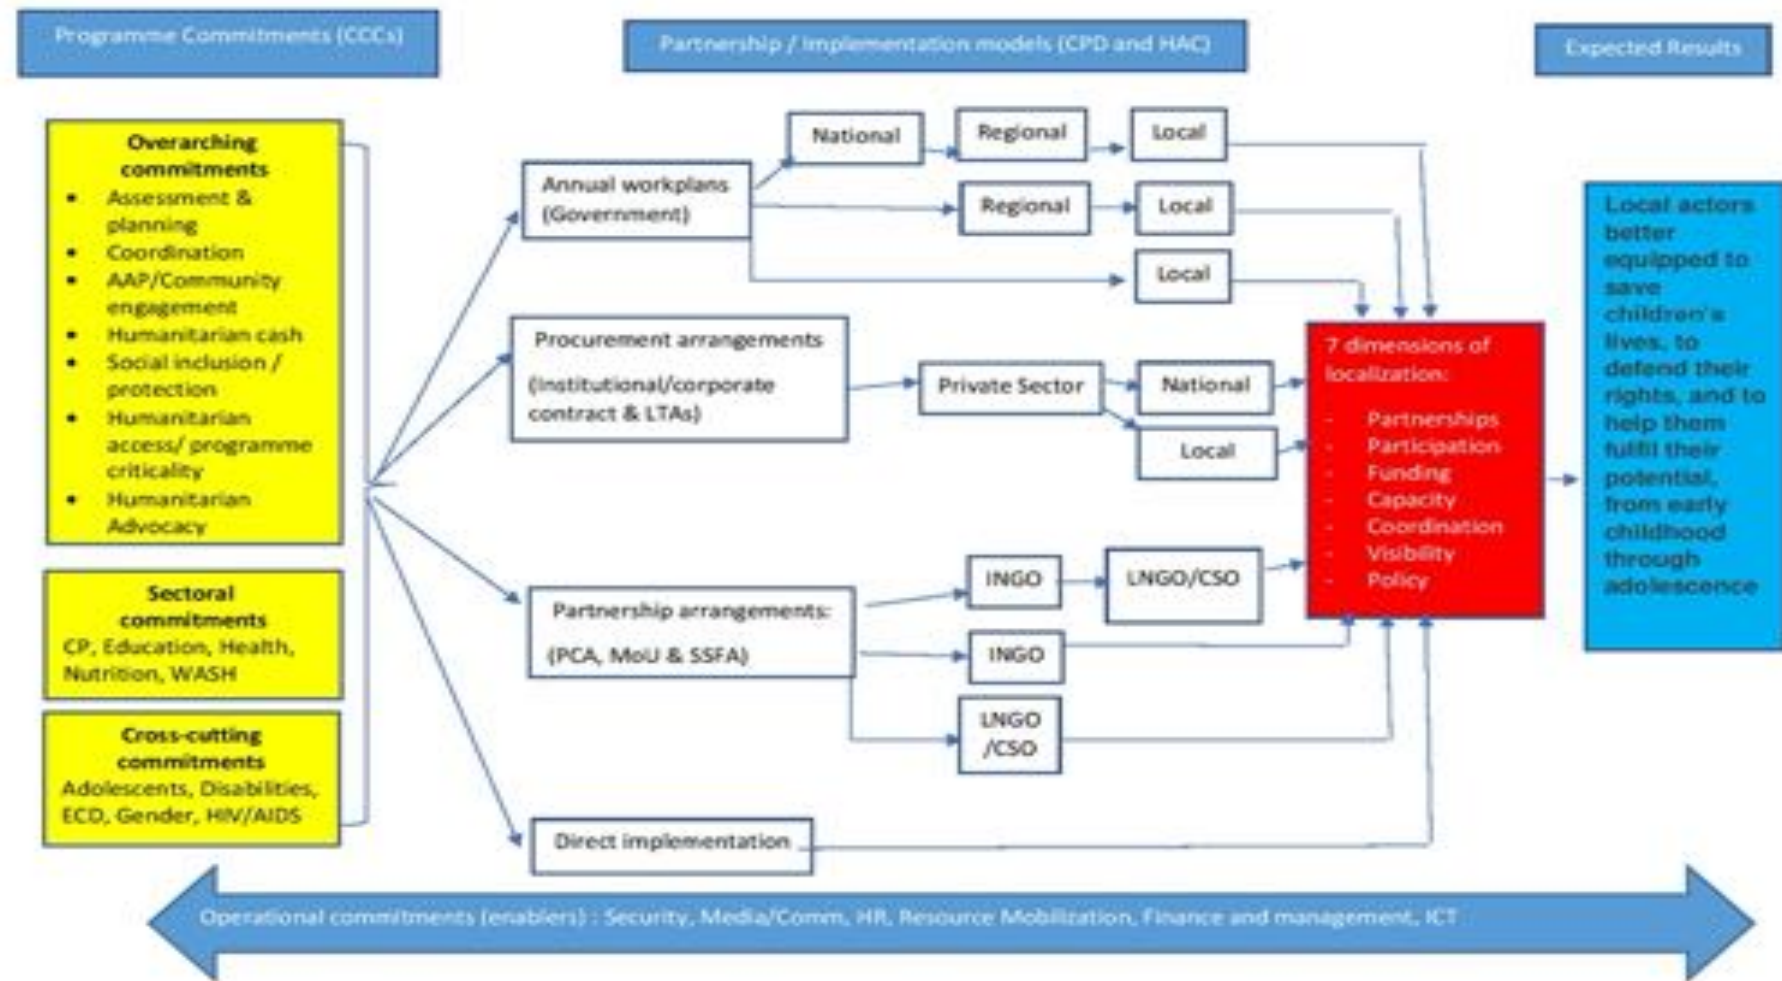 Programme Commitments (CCCs)
Partnership / Implementation models (CPD and HAC)
Expected Results
Overarching
commitments
• Assessment &
planning
• Coordination
• AAP/Community
engagement
• Humanitarian cash
• Social inclusion /
protection
• Humanitarian
access/ programme
criticality
• Humanitarian
Advocacy
Sectoral
commitments
CP, Education, Health,
Nutrition, WASH
Cross-cutting
commitments
Adolescents, Disabilities,
ECD, Gender, HIV/AIDS
Annual workplans
(Government)
National
Regional
Local
Regional
Local
Local
Procurement arrangements
(Institutional/corporate
contract & LTAs)
Private Sector
National
Local
Partnership arrangements:
(PCA, MoU & SSFA)
INGO
LNGO/CSO
INGO
LNGO
/CSO
Direct implementation
7 dimensions of
localization:
- Partnerships
- Participation
- Funding
- Capacity
- Coordination
- Visibility
- Policy
Local actors
better
equipped to
save
children's
lives, to
defend their
rights, and to
help them
fulfil their
potential,
from early
childhood
through
adolescence
Operational commitments (enablers) : Security, Media/Comm, HR, Resource Mobilization, Finance and management, ICT